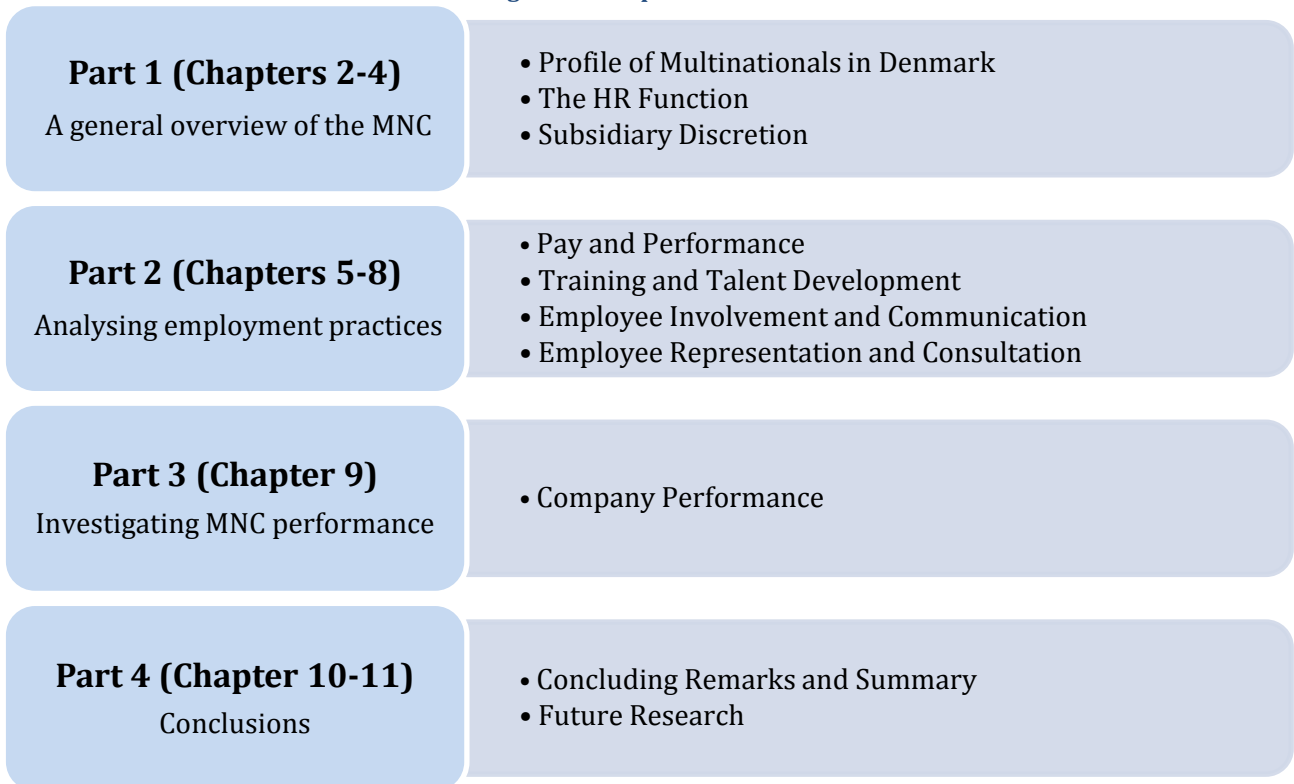 Part 1 (Chapters 2-4)
A general overview of the MNC
• Profile of Multinationals in Denmark
• The HR Function
• Subsidiary Discretion
Part 2 (Chapters 5-8)
Analysing employment practices
• Pay and Performance
• Training and Talent Development
• Employee Involvement and Communication
• Employee Representation and Consultation
Part 3 (Chapter 9)
Investigating MNC performance
• Company Performance
Part 4 (Chapter 10-11)
Conclusions
• Concluding Remarks and Summary
• Future Research